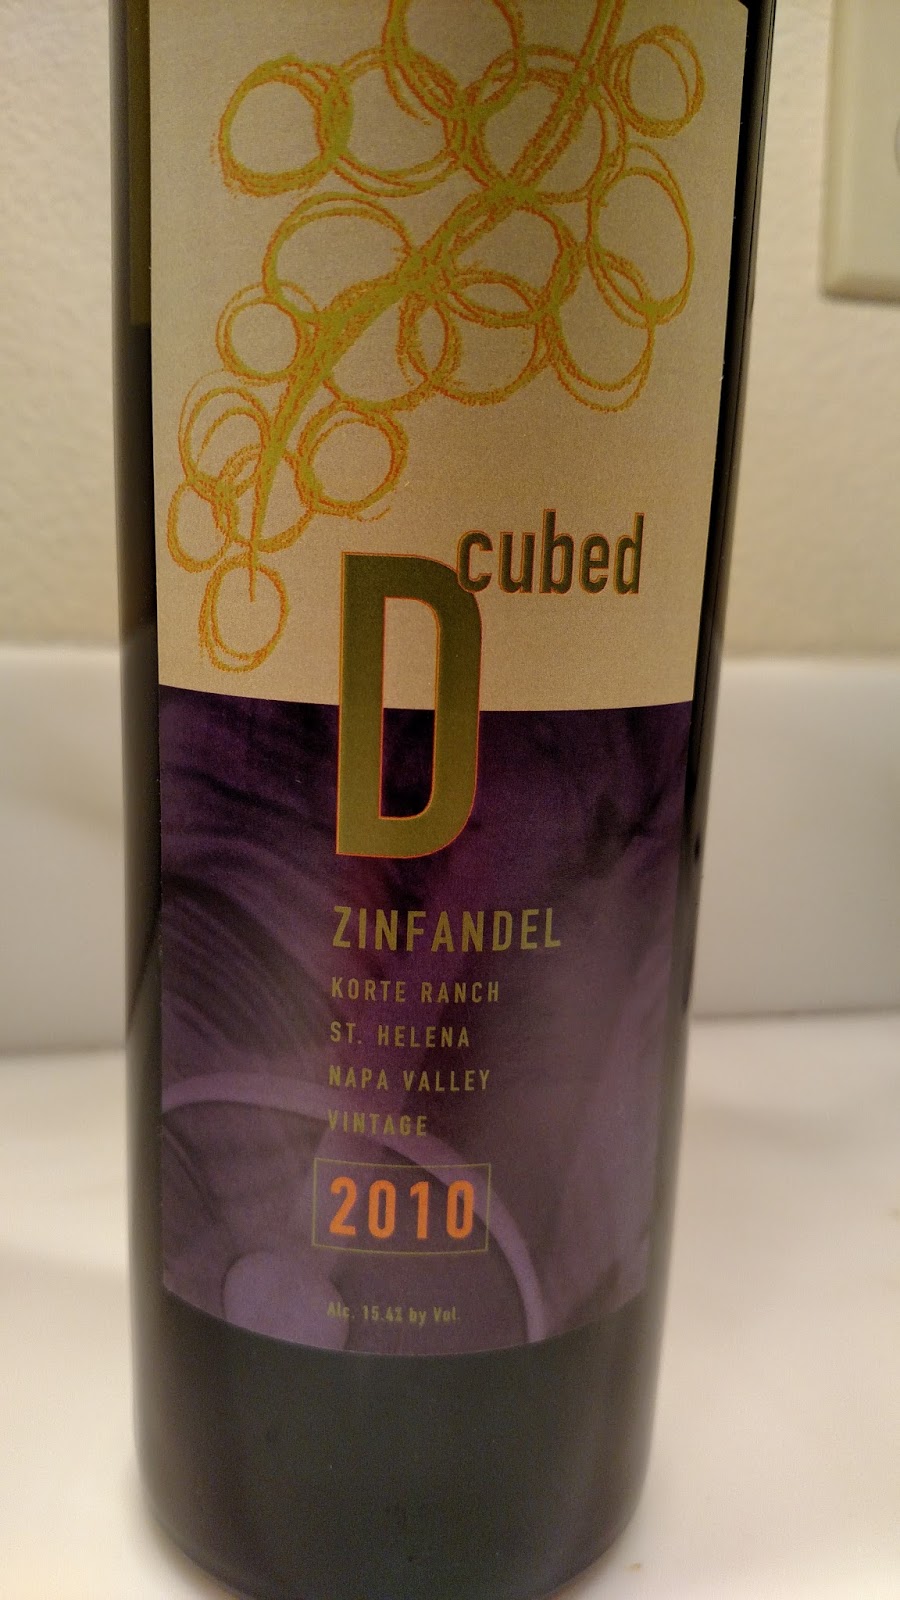 D cubed
ZINFANDEL
KORTE RANCH
ST. HELENA
NAPA VALLEY
VINTAGE
2010
Alc. 15.4% by Vol.